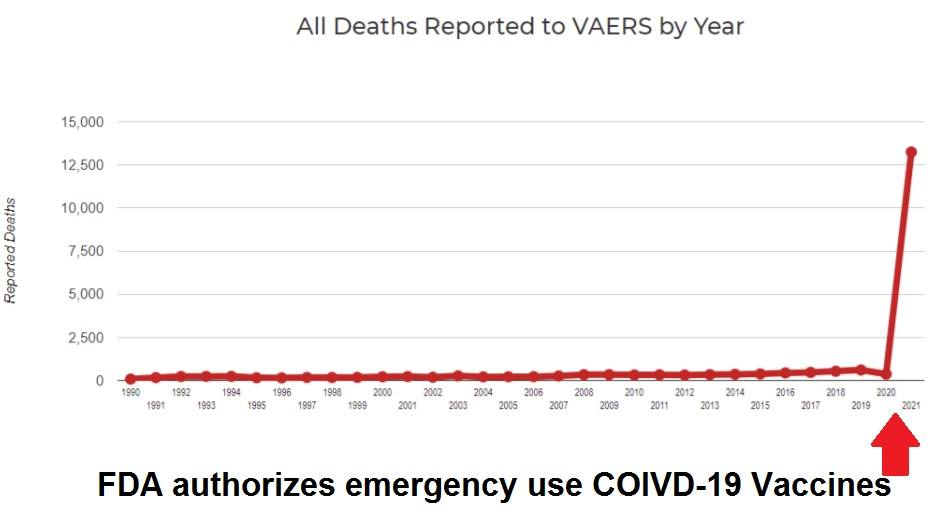 All Deaths Reported to VAERS by Year
Reported Deaths
15,000
12,500
10,000
7,500
5,000
2,500
0
1990 1992 1994 1996 1998 2000 2002 2004 2006 2008 2010 2012 2014 2016 2018 2020
1991 1993 1995 1997 1999 2001 2003 2005 2007 2009 2011 2013 2015 2017 2019 2021
FDA authorizes emergency use COIVD-19 Vaccines